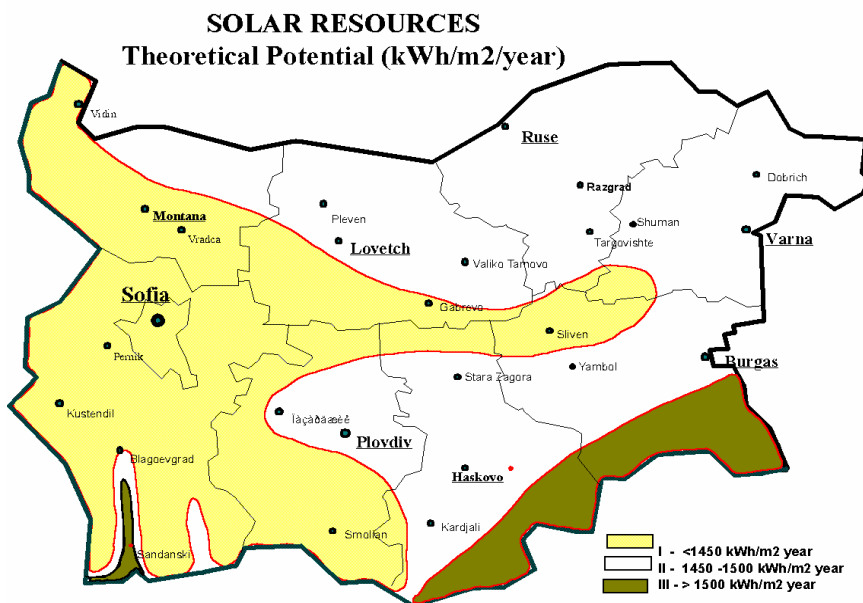 SOLAR RESOURCES
Theoretical Potential (kWh/m2/year)
Vidin
Ruse
Dobrich
Razgrad
Montana
Pleven
Shuman
Vradca
Targovishte
Varna
Lovetch
Valiko Tarnovo
Sofia
Gabrevo
Sliven
Pernik
Burgas
Yambol
Stara Zagora
Kustendil
Ïàçàðäæèê
Plovdiv
Blagoevgrad
Haskovo
Kardjali
Smolian
Sandanski
I - <1450 kWh/m2 year
II - 1450 -1500 kWh/m2 year
III - > 1500 kWh/m2 year